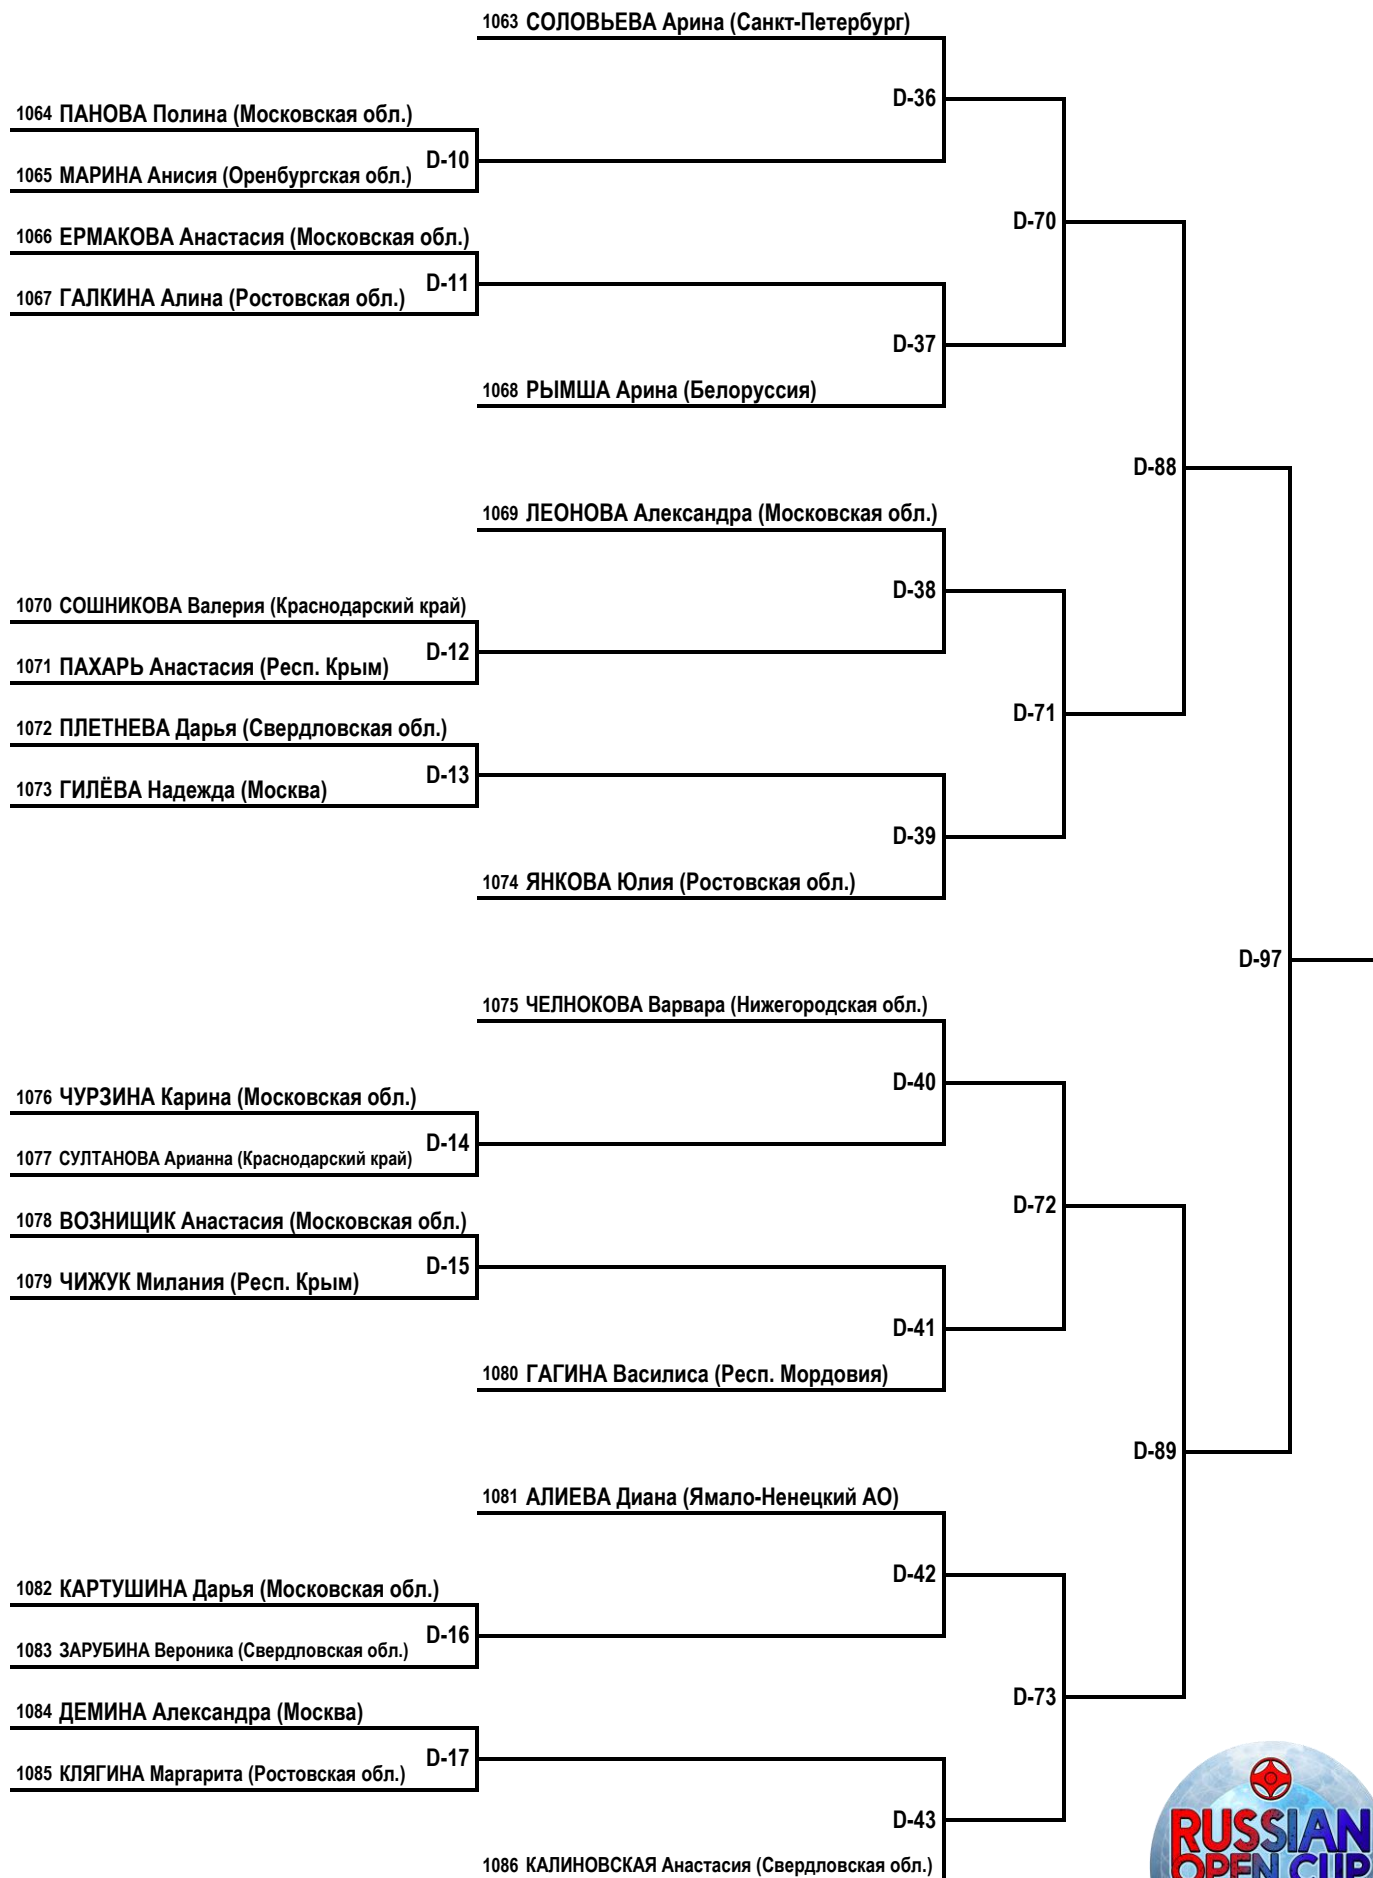 1063 СОЛОВЬЕВА Арина (Санкт-Петербург)
D-36
1064 ПАНОВА Полина (Московская обл.)
D-10
1065 МАРИНА Анисия (Оренбургская обл.)
D-70
1066 ЕРМАКОВА Анастасия (Московская обл.)
D-11
1067 ГАЛКИНА Алина (Ростовская обл.)
D-37
1068 РЫМША Арина (Белоруссия)
D-88
1069 ЛЕОНОВА Александра (Московская обл.)
D-38
1070 СОШНИКОВА Валерия (Краснодарский край)
D-12
1071 ПАХАРЬ Анастасия (Респ. Крым)
D-71
1072 ПЛЕТНЕВА Дарья (Свердловская обл.)
D-13
1073 ГИЛЁВА Надежда (Москва)
D-39
1074 ЯНКОВА Юлия (Ростовская обл.)
D-97
1075 ЧЕЛНОКОВА Варвара (Нижегородская обл.)
D-40
1076 ЧУРЗИНА Карина (Московская обл.)
D-14
1077 СУЛТАНОВА Арианна (Краснодарский край)
D-72
1078 ВОЗНИЩИК Анастасия (Московская обл.)
D-15
1079 ЧИЖУК Милания (Респ. Крым)
D-41
1080 ГАГИНА Василиса (Респ. Мордовия)
D-89
1081 АЛИЕВА Диана (Ямало-Ненецкий АО)
D-42
1082 КАРТУШИНА Дарья (Московская обл.)
D-16
1083 ЗАРУБИНА Вероника (Свердловская обл.)
D-73
1084 ДЕМИНА Александра (Москва)
D-17
1085 КЛЯГИНА Маргарита (Ростовская обл.)
D-43
1086 КАЛИНОВСКАЯ Анастасия (Свердловская обл.)
RUSSIAN
OPEN CUP